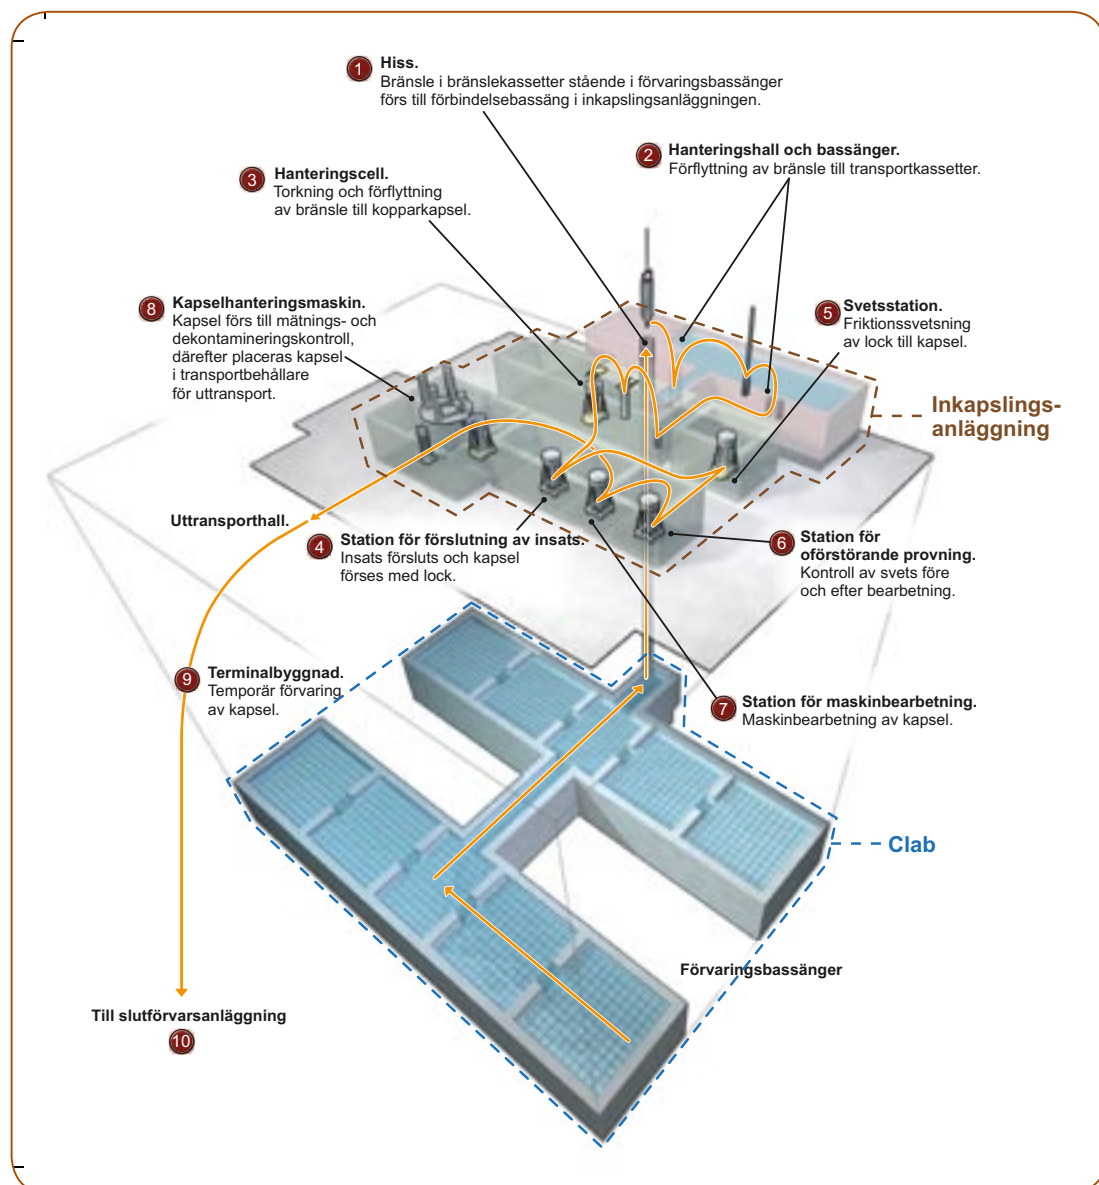 1 Hiss.
Bränsle i bränslekassetter stående i förvaringsbassänger
förs till förbindelsebassäng i inkapslingsanläggningen.
2 Hanteringshall och bassänger.
Förflyttning av bränsle till transportkassetter.
3 Hanteringscell.
Torkning och förflyttning
av bränsle till kopparkapsel.
8 Kapselhanteringsmaskin.
Kapsel förs till mätnings- och
dekontamineringskontroll,
därefter placeras kapsel
i transportbehållare
för uttransport.
5 Svetsstation.
Friktionssvetsning
av lock till kapsel.
Inkapslings-
anläggning
Uttransporthall.
4 Station för förslutning av insats.
Insats försluts och kapsel
förses med lock.
6 Station för
oförstörande provning.
Kontroll av svets före
och efter bearbetning.
9 Terminalbyggnad.
Temporär förvaring
av kapsel.
7 Station för maskinbearbetning.
Maskinbearbetning av kapsel.
Clab
Förvaringsbassänger
Till slutförvarsanläggning
10